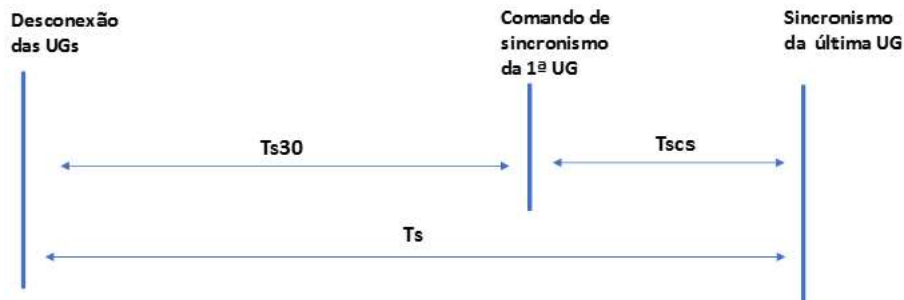 Desconexão
das UGs
Comando de
sincronismo
da 1ª UG
Sincronismo
da última UG
Ts30
Tscs
Ts